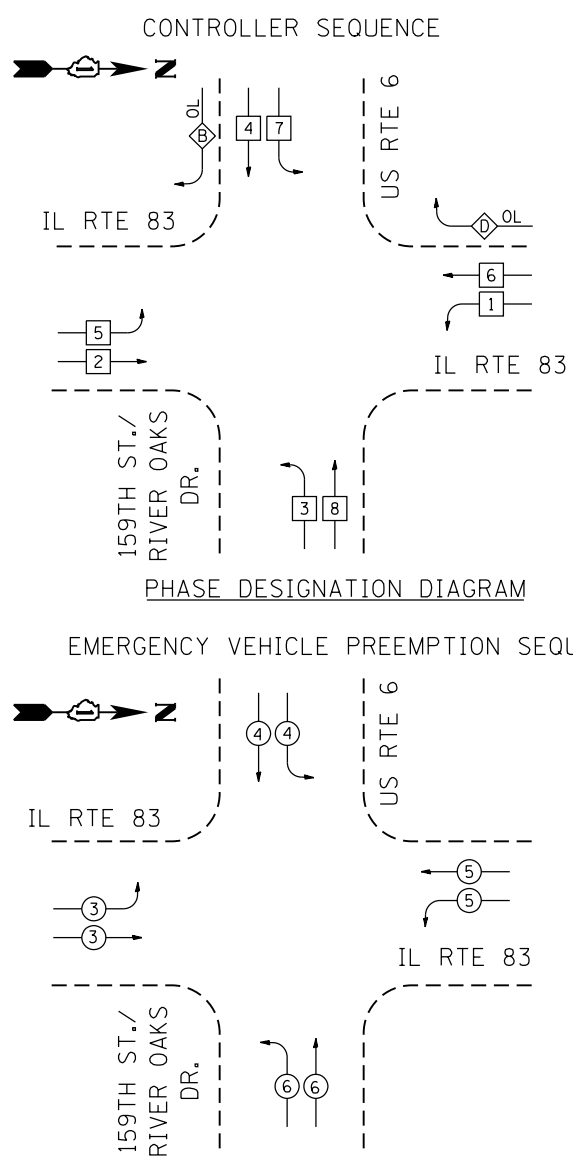 CONTROLLER SEQUENCE
N
OL
B
4
7
US RTE 6
IL RTE 83
D
OL
6
1
5
2
IL RTE 83
159TH ST./
RIVER OAKS
DR.
3
8
PHASE DESIGNATION DIAGRAM
EMERGENCY VEHICLE PREEMPTION SEQU
N
4
4
US RTE 6
IL RTE 83
5
5
3
3
IL RTE 83
159TH ST./
RIVER OAKS
DR.
6
6